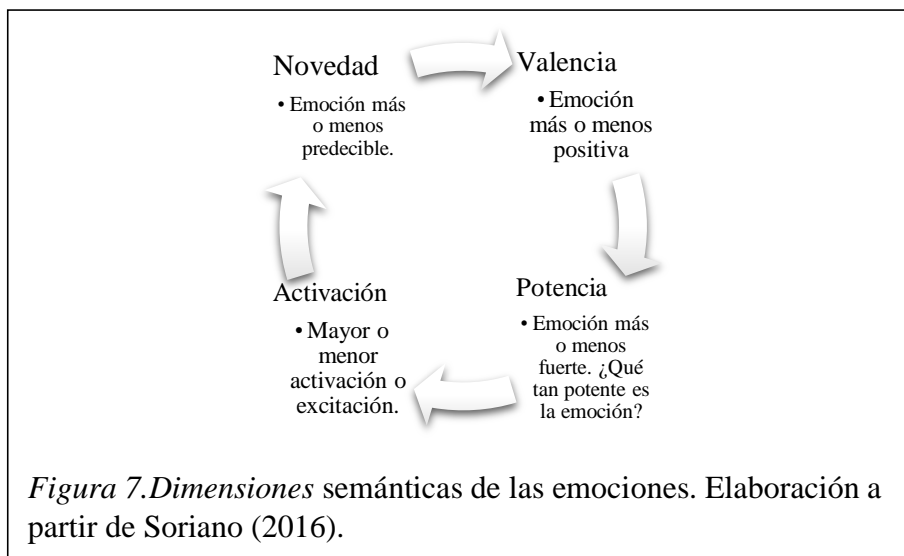 Novedad
• Emoción más
o menos
predecible.
Valencia
• Emoción
más o menos
positiva
Potencia
• Emoción más
o menos
fuerte. ¿Qué
tan potente es
la emoción?
Activación
• Mayor o
menor
activación o
excitación.
Figura 7.Dimensiones semánticas de las emociones. Elaboración a
partir de Soriano (2016).